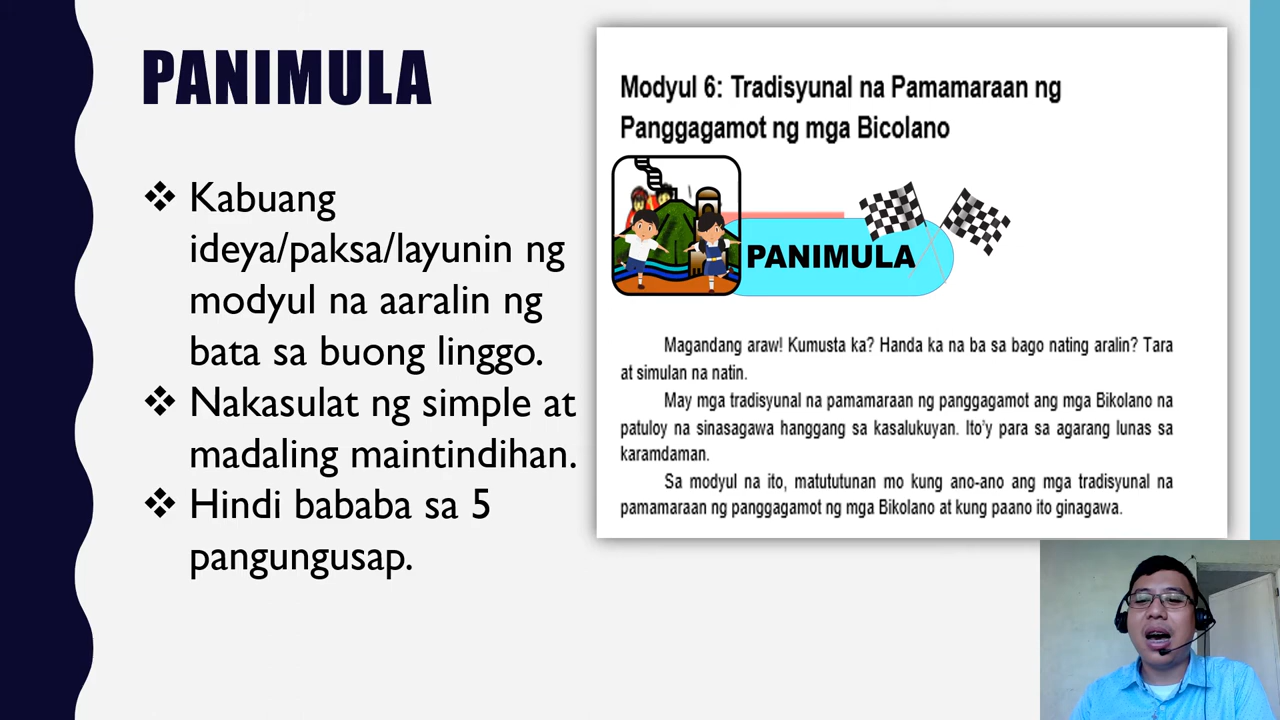 PANIMULA
❖ Kabuang
ideya/paksa/layunin ng
modyul na aaralin ng
bata sa buong linggo.
❖ Nakasulat ng simple at
madaling maintindihan.
❖ Hindi bababa sa 5
pangungusap.
Modyul 6: Tradisyunal na Pamamaraan ng
Panggagamot ng mga Bicolano
PANIMULA
Magandang araw! Kumusta ka? Handa ka na ba sa bago nating aralin? Tara
at simulan na natin.
May mga tradisyunal na pamamaraan ng panggagamot ang mga Bikolano na
patuloy na sinasagawa hanggang sa kasalukuyan. Ito'y para sa agarang lunas sa
karamdaman.
Sa modyul na ito, matututunan mo kung ano-ano ang mga tradisyunal na
pamamaraan ng panggagamot ng mga Bikolano at kung paano ito ginagawa.